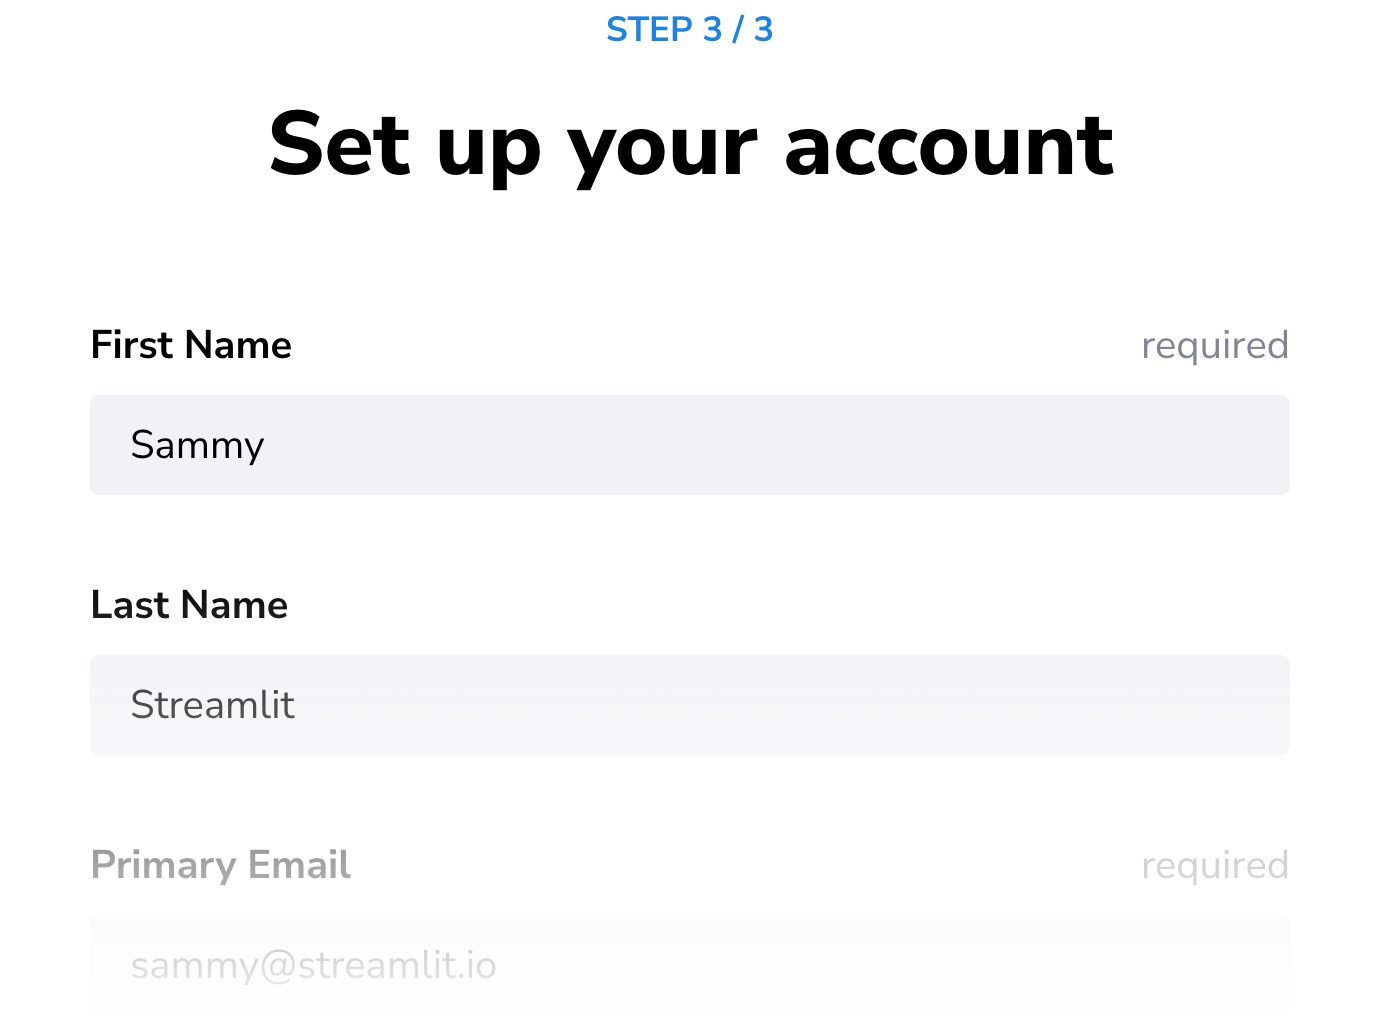 STEP 3 / 3
Set up your account
First Name required
Sammy
Last Name
Streamlit
Primary Email required
sammy@streamlit.io